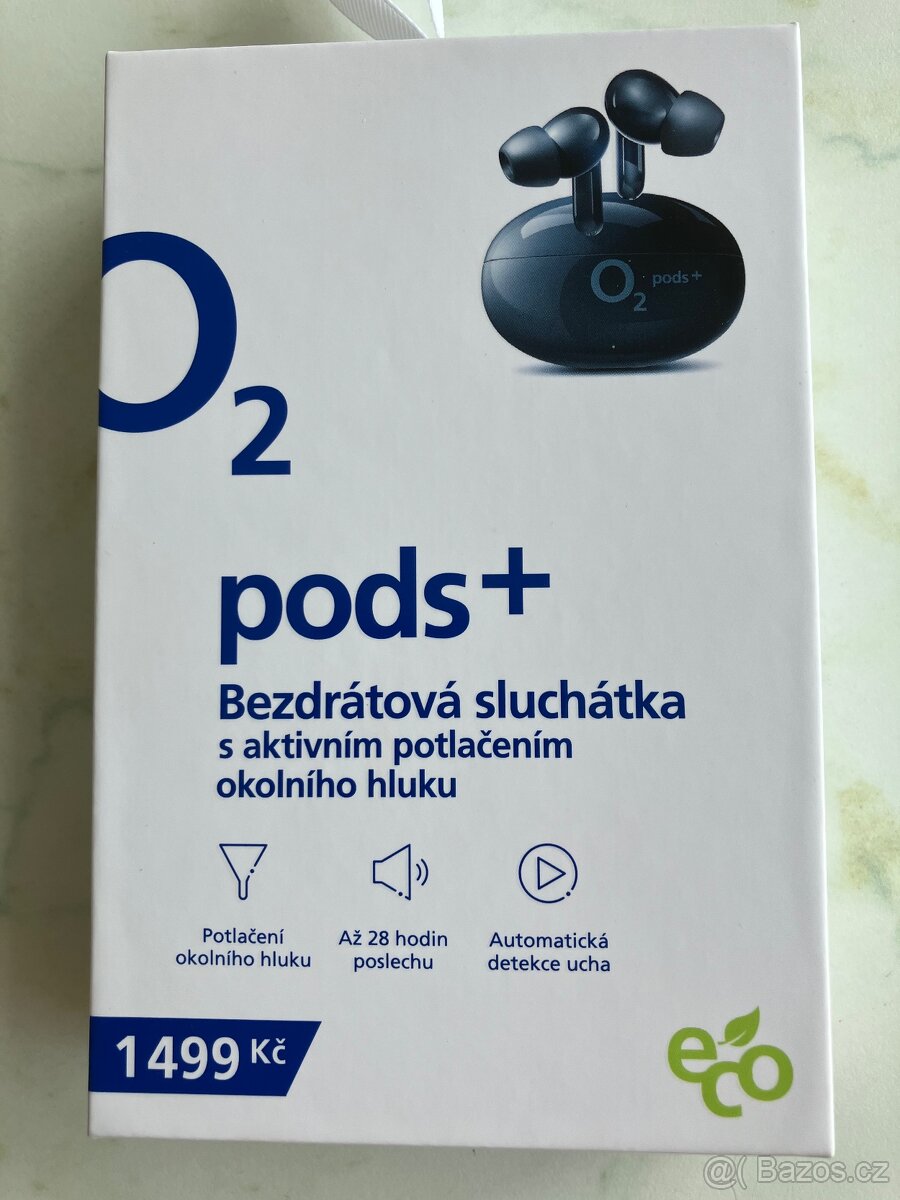 O2 pods+
O2
pods+
Bezdrátová sluchátka
s aktivním potlačením
okolního hluku
Potlačení
okolního hluku
Až 28 hodin
poslechu
Automatická
detekce ucha
1499 Kč
eco
@( Bazos.cz